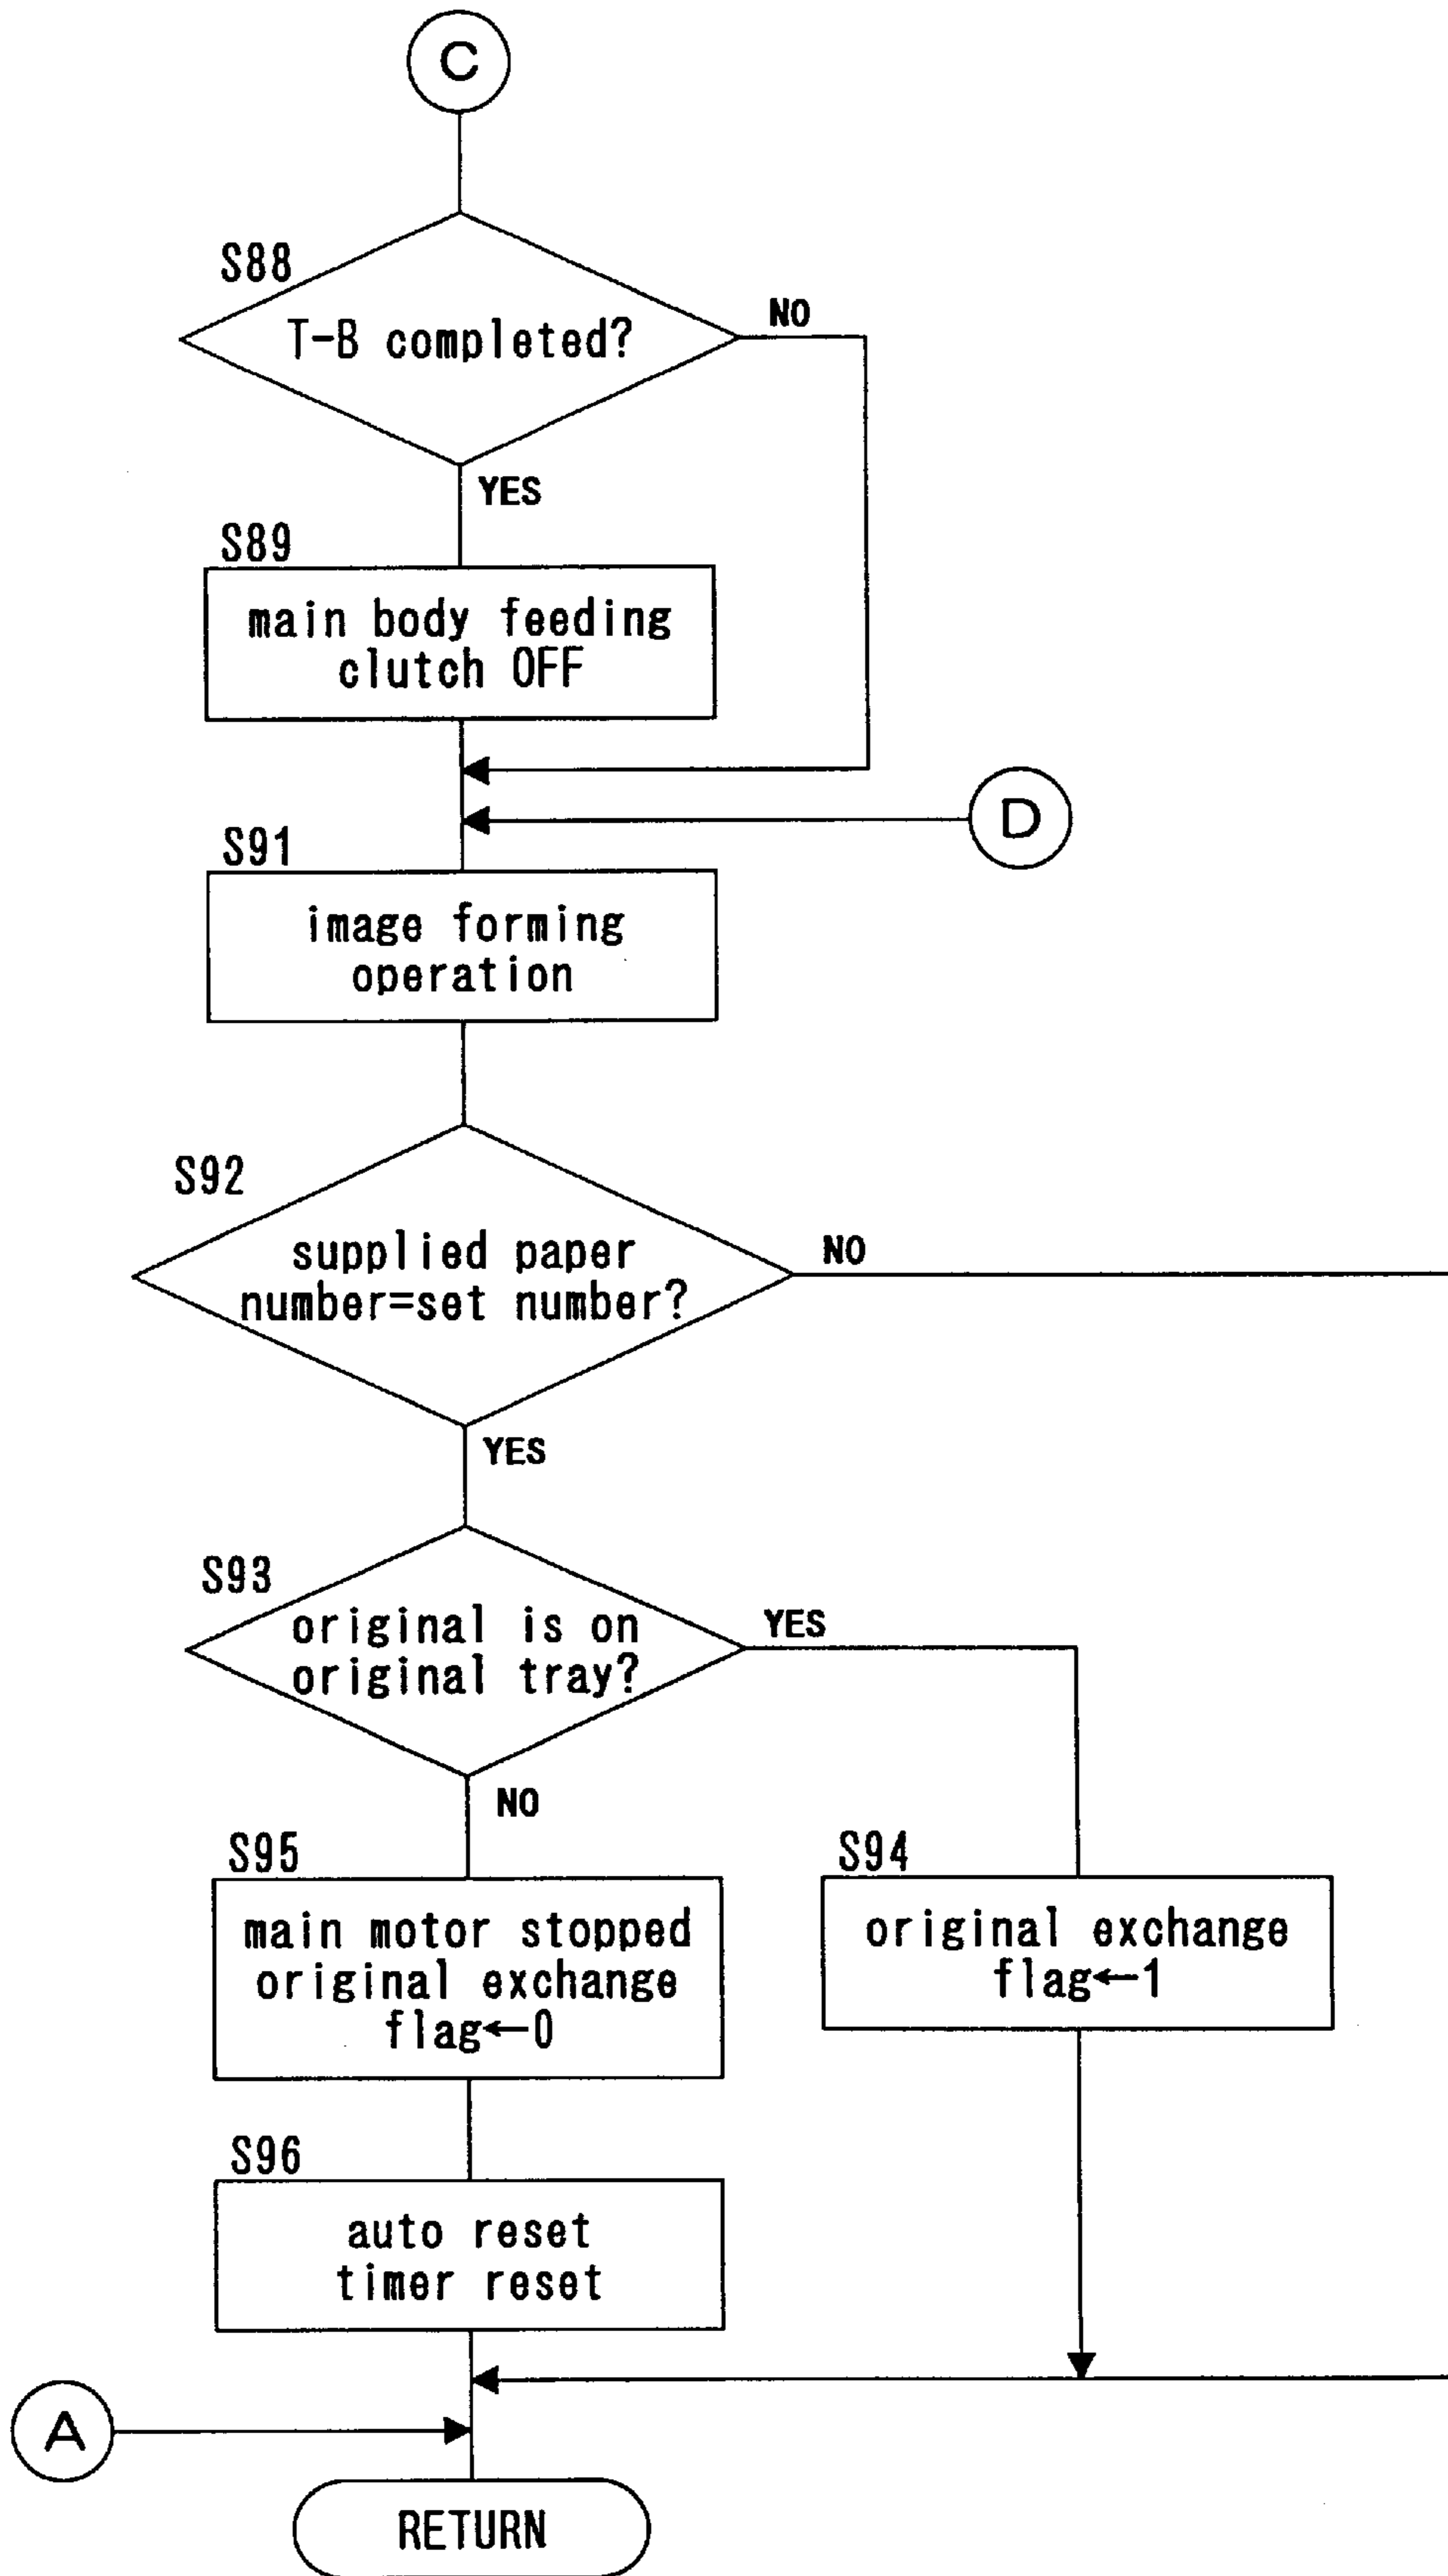 C
S88
T-B completed?
NO
YES
S89
main body feeding
clutch OFF
D
S91
image forming
operation
S92
supplied paper
number=set number?
NO
YES
S93
original is on
original tray?
YES
NO
S95
main motor stopped
original exchange
flag←0
S94
original exchange
flag←1
S96
auto reset
timer reset
A
RETURN